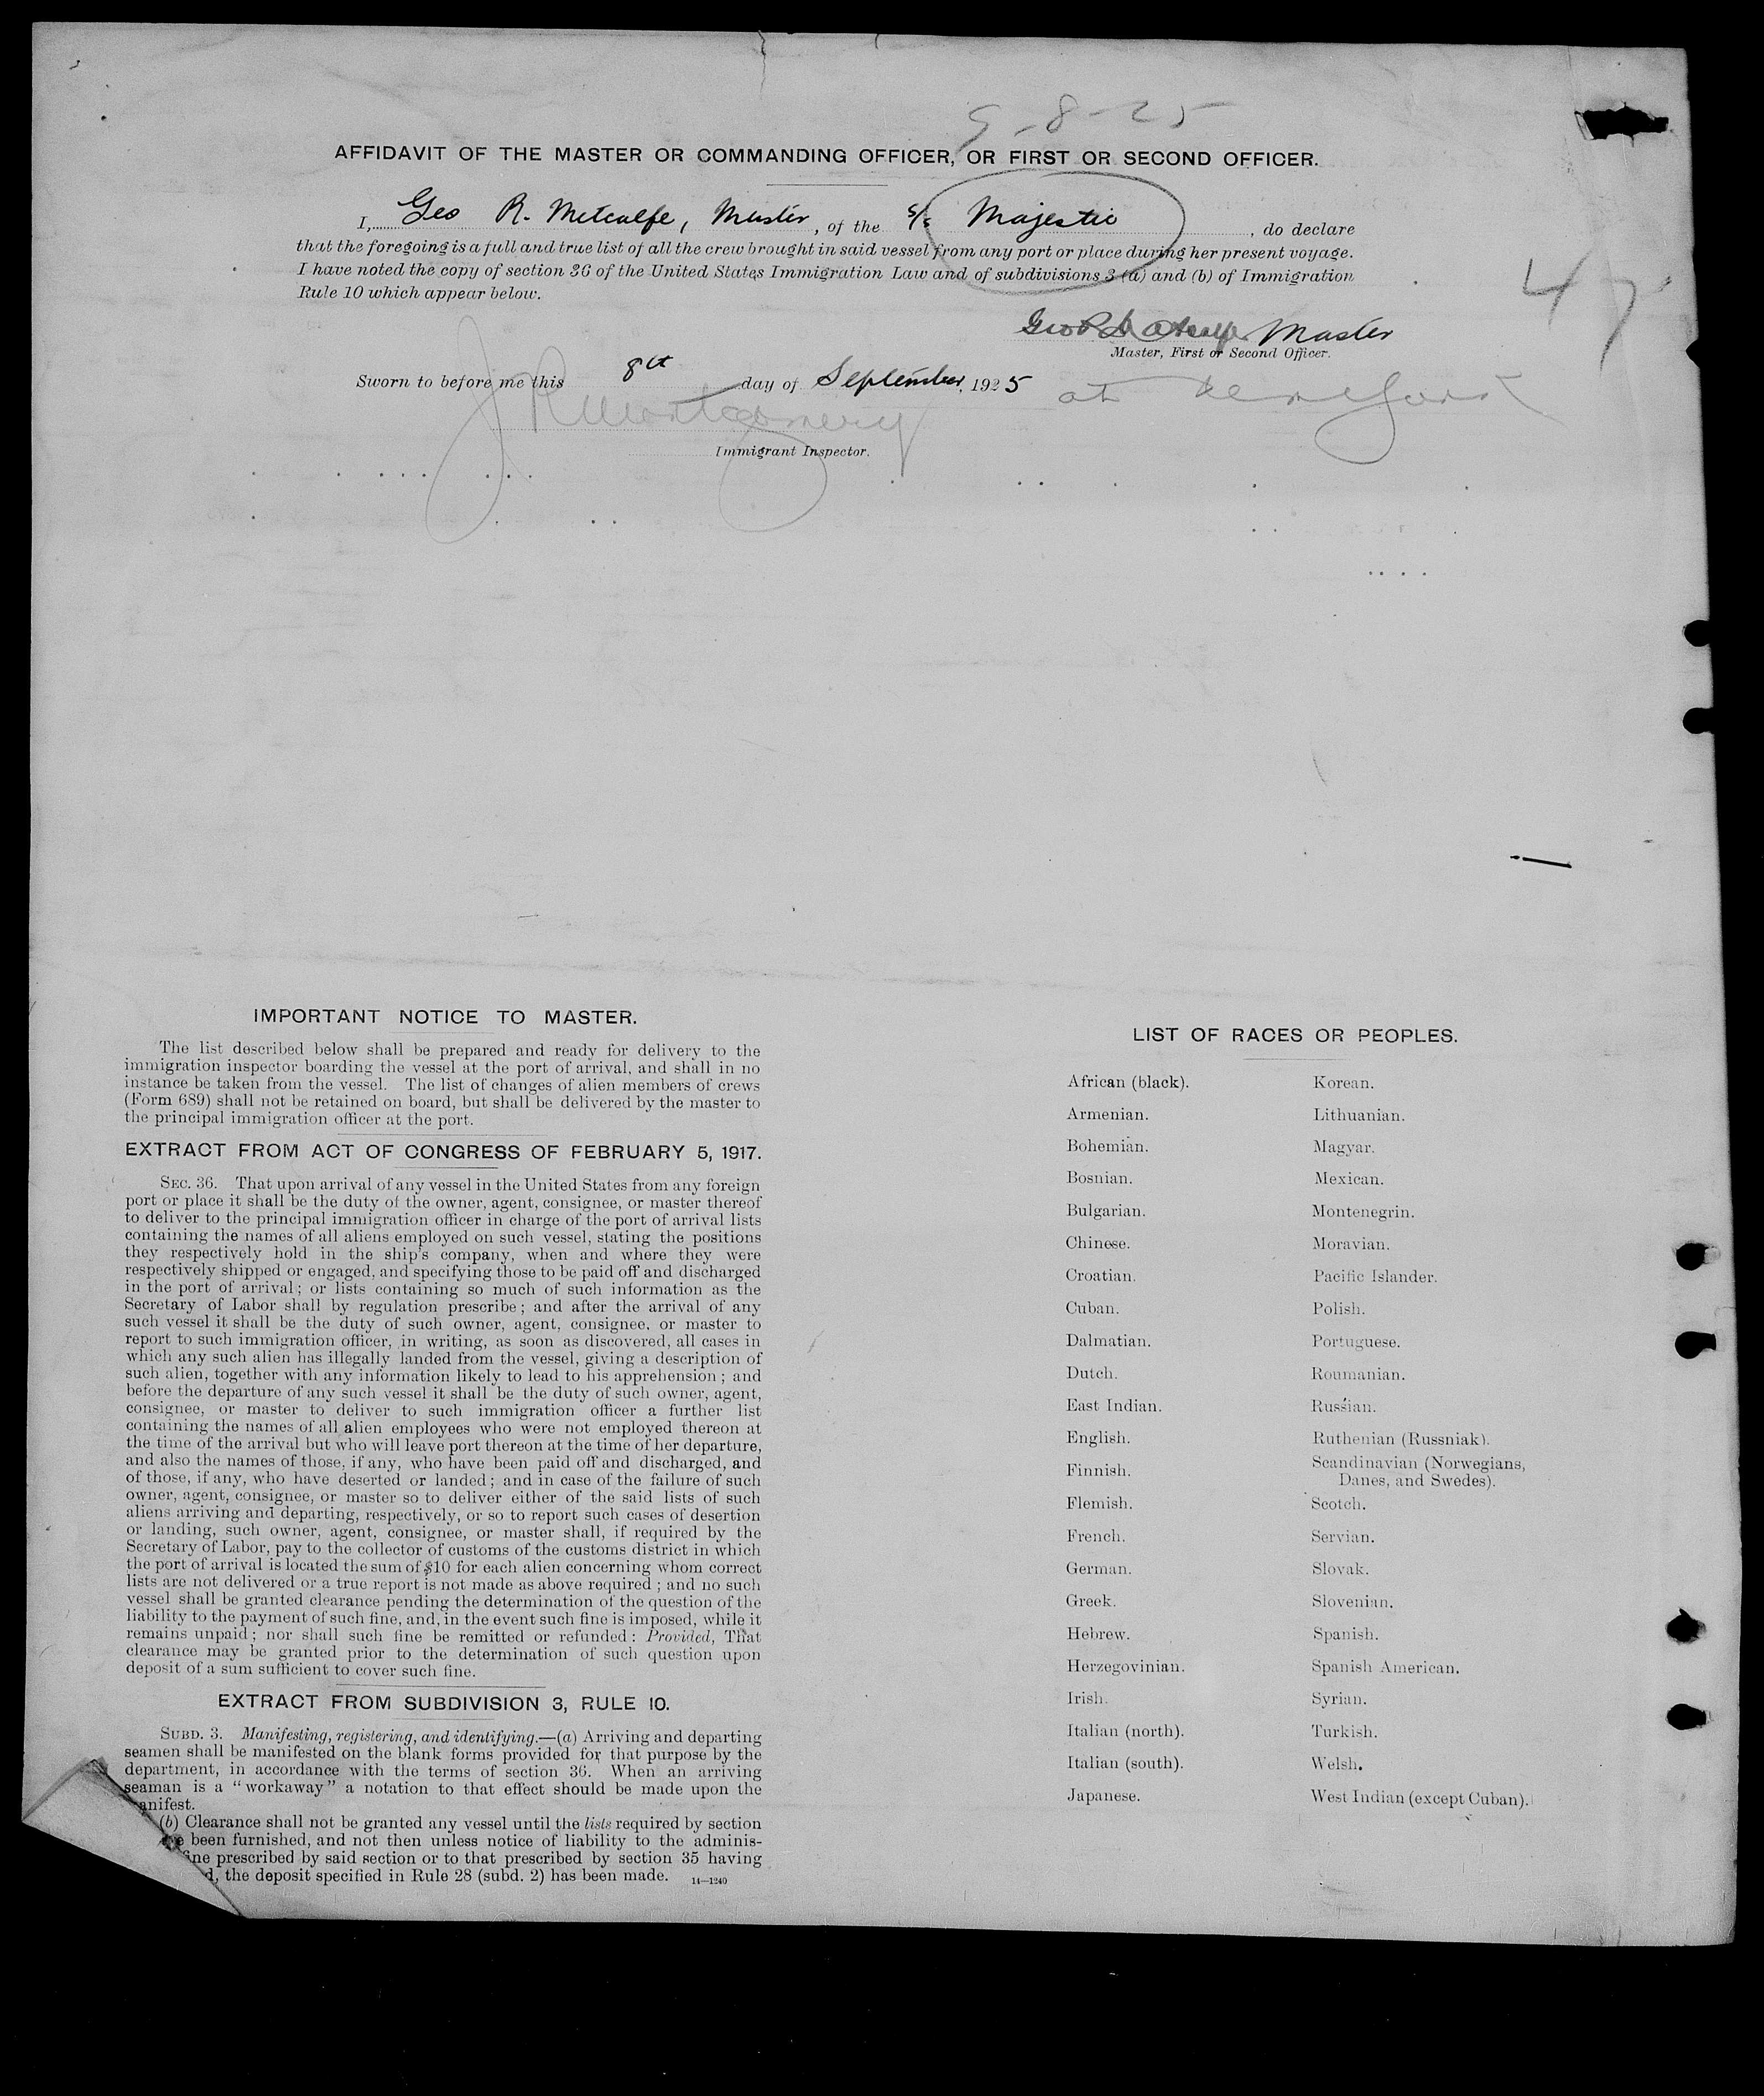 9-8-25
AFFIDAVIT OF THE MASTER OR COMMANDING OFFICER, OR FIRST OR SECOND OFFICER.
I, Geo R. Metcalfe, Master, of the S/S Majestic, do declare
that the foregoing is a full and true list of all the crew brought in said vessel from any port or place during her present voyage.
I have noted the copy of section 36 of the United States Immigration Law and of subdivisions 3 (a) and (b) of Immigration
Rule 10 which appear below.
47
Geo R Metcalfe Master
Master, First or Second Officer.
Sworn to before me this 8th day of September, 1925 at New York
J R Montgomery
Immigrant Inspector.
IMPORTANT NOTICE TO MASTER.
The list described below shall be prepared and ready for delivery to the
immigration inspector boarding the vessel at the port of arrival, and shall in no
instance be taken from the vessel. The list of changes of alien members of crews
(Form 689) shall not be retained on board, but shall be delivered by the master to
the principal immigration officer at the port.
EXTRACT FROM ACT OF CONGRESS OF FEBRUARY 5, 1917.
SEC. 36. That upon arrival of any vessel in the United States from any foreign
port or place it shall be the duty of the owner, agent, consignee, or master thereof
to deliver to the principal immigration officer in charge of the port of arrival lists
containing the names of all aliens employed on such vessel, stating the positions
they respectively hold in the ship's company, when and where they were
respectively shipped or engaged, and specifying those to be paid off and discharged
in the port of arrival; or lists containing so much of such information as the
Secretary of Labor shall by regulation prescribe; and after the arrival of any
such vessel it shall be the duty of such owner, agent, consignee, or master to
report to such immigration officer, in writing, as soon as discovered, all cases in
which any such alien has illegally landed from the vessel, giving a description of
such alien, together with any information likely to lead to his apprehension; and
before the departure of any such vessel it shall be the duty of such owner, agent,
consignee, or master to deliver to such immigration officer a further list
containing the names of all alien employees who were not employed thereon at
the time of the arrival but who will leave port thereon at the time of her departure,
and also the names of those, if any, who have been paid off and discharged, and
of those, if any, who have deserted or landed; and in case of the failure of such
owner, agent, consignee, or master so to deliver either of the said lists of such
aliens arriving and departing, respectively, or so to report such cases of desertion
or landing, such owner, agent, consignee, or master shall, if required by the
Secretary of Labor, pay to the collector of customs of the customs district in which
the port of arrival is located the sum of $10 for each alien concerning whom correct
lists are not delivered or a true report is not made as above required; and no such
vessel shall be granted clearance pending the determination of the question of the
liability to the payment of such fine, and, in the event such fine is imposed, while it
remains unpaid; nor shall such fine be remitted or refunded: Provided, That
clearance may be granted prior to the determination of such question upon
deposit of a sum sufficient to cover such fine.
EXTRACT FROM SUBDIVISION 3, RULE 10.
SUBD. 3. Manifesting, registering, and identifying.—(a) Arriving and departing
seamen shall be manifested on the blank forms provided for that purpose by the
department, in accordance with the terms of section 36. When an arriving
seaman is a "workaway" a notation to that effect should be made upon the
anifest.
(b) Clearance shall not be granted any vessel until the lists required by section
been furnished, and not then unless notice of liability to the adminis-
ine prescribed by said section or to that prescribed by section 35 having
d, the deposit specified in Rule 28 (subd. 2) has been made. 14—1240
LIST OF RACES OR PEOPLES.
African (black).
Armenian.
Bohemian.
Bosnian.
Bulgarian.
Chinese.
Croatian.
Cuban.
Dalmatian.
Dutch.
East Indian.
English.
Finnish.
Flemish.
French.
German.
Greek.
Hebrew.
Herzegovinian.
Irish.
Italian (north).
Italian (south).
Japanese.
Korean.
Lithuanian.
Magyar.
Mexican.
Montenegrin.
Moravian.
Pacific Islander.
Polish.
Portuguese.
Roumanian.
Russian.
Ruthenian (Russniak).
Scandinavian (Norwegians,
Danes, and Swedes).
Scotch.
Servian.
Slovak.
Slovenian.
Spanish.
Spanish American.
Syrian.
Turkish.
Welsh.
West Indian (except Cuban).